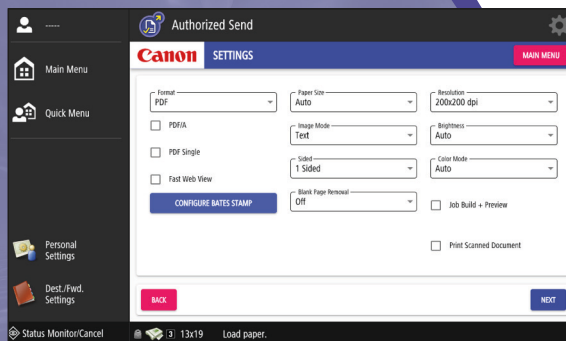 -----
Main Menu
Quick Menu
Personal
Settings
Dest./Fwd.
Settings
Status Monitor/Cancel
Authorized Send
Canon SETTINGS MAIN MENU
Format
PDF
PDF/A
PDF Single
Fast Web View
CONFIGURE BATES STAMP
Paper Size
Auto
Image Mode
Text
Sided
1 Sided
Blank Page Removal
Off
Resolution
200x200 dpi
Brightness
Auto
Color Mode
Auto
Job Build + Preview
Print Scanned Document
BACK NEXT
3 13x19 Load paper.